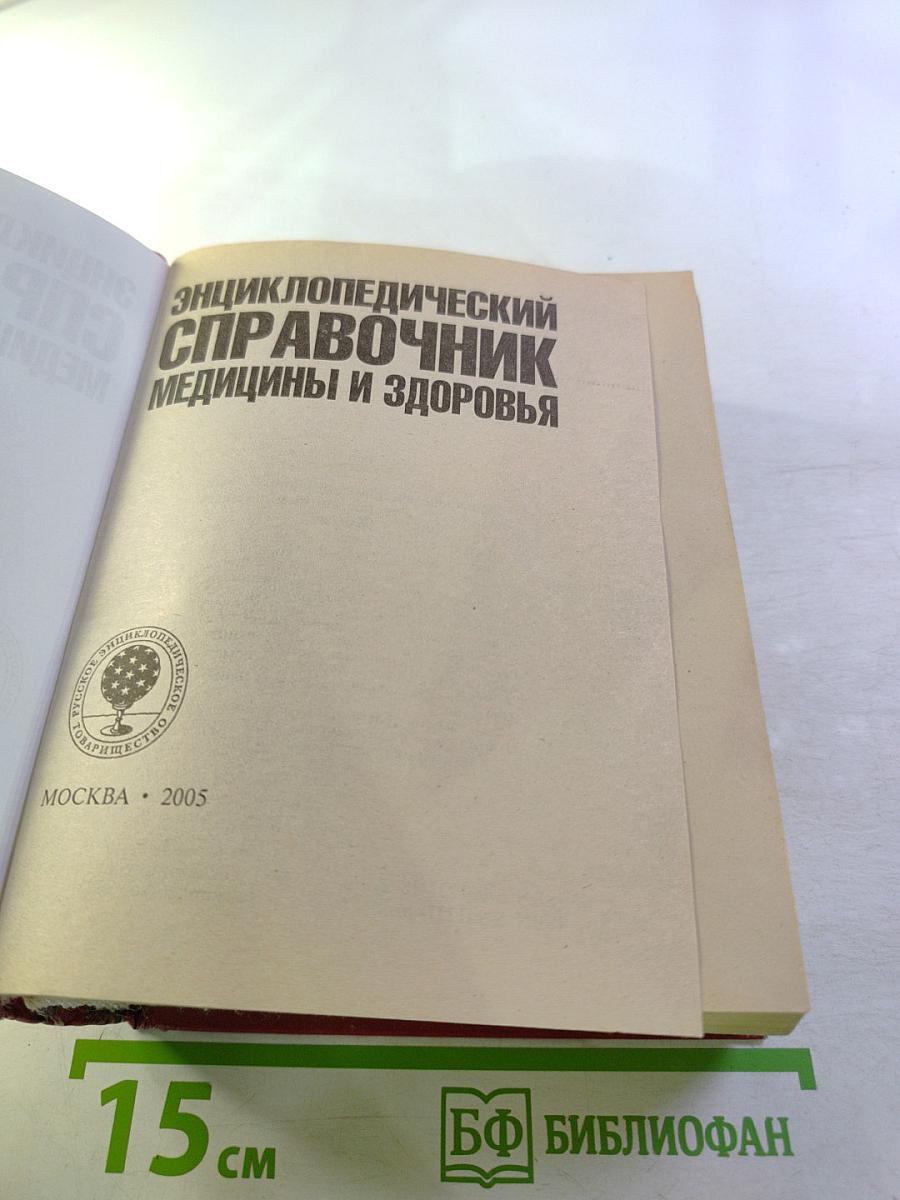 ЭНЦИКЛОПЕДИЧЕСКИЙ
СПРАВОЧНИК
МЕДИЦИНЫ И ЗДОРОВЬЯ
РУССКОЕ ЭНЦИКЛОПЕДИЧЕСКОЕ ТОВАРИЩЕСТВО
МОСКВА • 2005
15 см
БФ БИБЛИОФАН